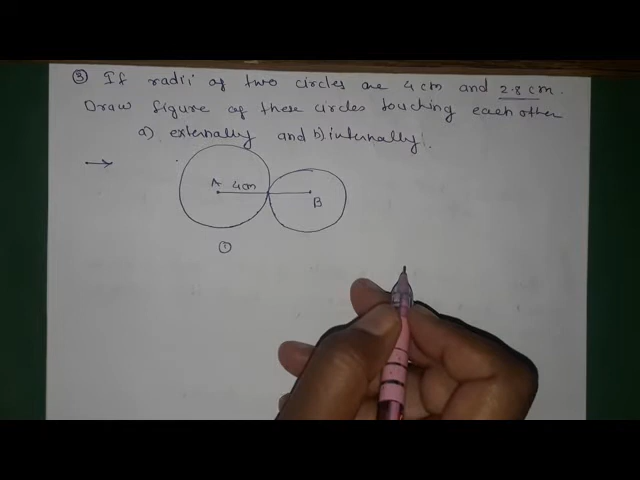 ③ If radii of two circles are 4 cm and 2.8 cm.
Draw figure of these circles touching each other
a) externally and b) internally.
→
A 4cm
B
①